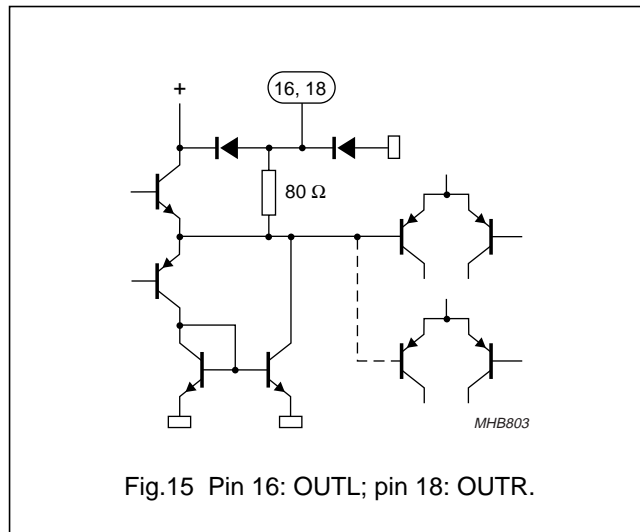 +
16, 18
80 Ω
MHB803
Fig.15 Pin 16: OUTL; pin 18: OUTR.